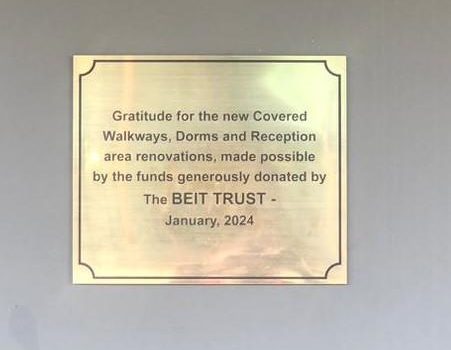 Gratitude for the new Covered
Walkways, Dorms and Reception
area renovations, made possible
by the funds generously donated by
The BEIT TRUST -
January, 2024